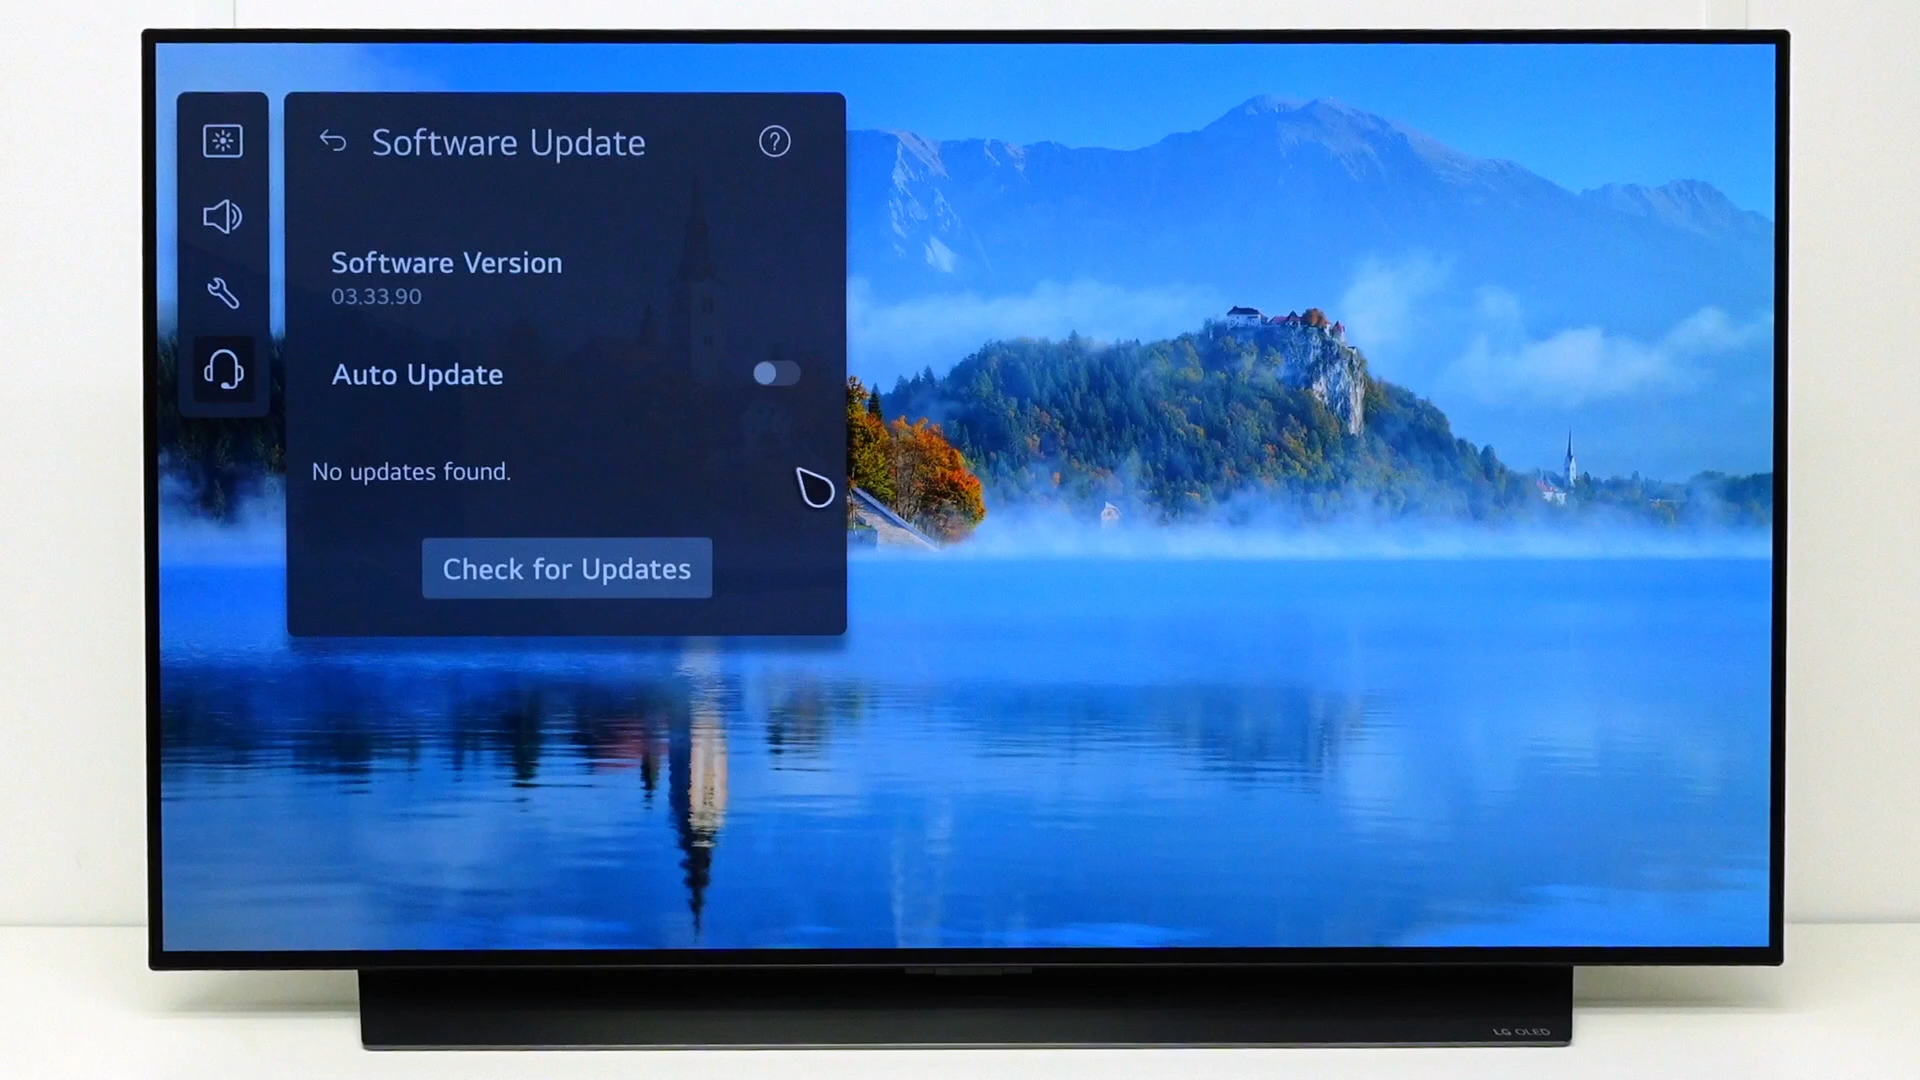 Software Update
?
Software Version
03.33.90
Auto Update
No updates found.
Check for Updates
LG OLED